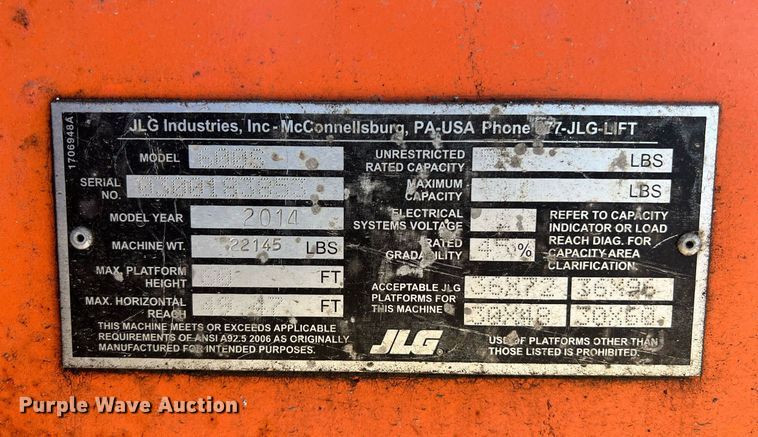 1706948A
JLG Industries, Inc - McConnellsburg, PA-USA Phone 877-JLG-LIFT
MODEL
SERIAL NO.
MODEL YEAR 2014
MACHINE WT. 22145 LBS
MAX. PLATFORM HEIGHT FT
MAX. HORIZONTAL REACH FT
THIS MACHINE MEETS OR EXCEEDS APPLICABLE
REQUIREMENTS OF ANSI A92.5 2006 AS ORIGINALLY
MANUFACTURED FOR INTENDED PURPOSES.
UNRESTRICTED RATED CAPACITY LBS
MAXIMUM CAPACITY LBS
ELECTRICAL SYSTEMS VOLTAGE
RATED GRADABILITY %
REFER TO CAPACITY
INDICATOR OR LOAD
REACH DIAG. FOR
CAPACITY AREA
CLARIFICATION.
ACCEPTABLE JLG
PLATFORMS FOR
THIS MACHINE
36X72 36X96
JLG
USE OF PLATFORMS OTHER THAN
THOSE LISTED IS PROHIBITED.
Purple Wave Auction